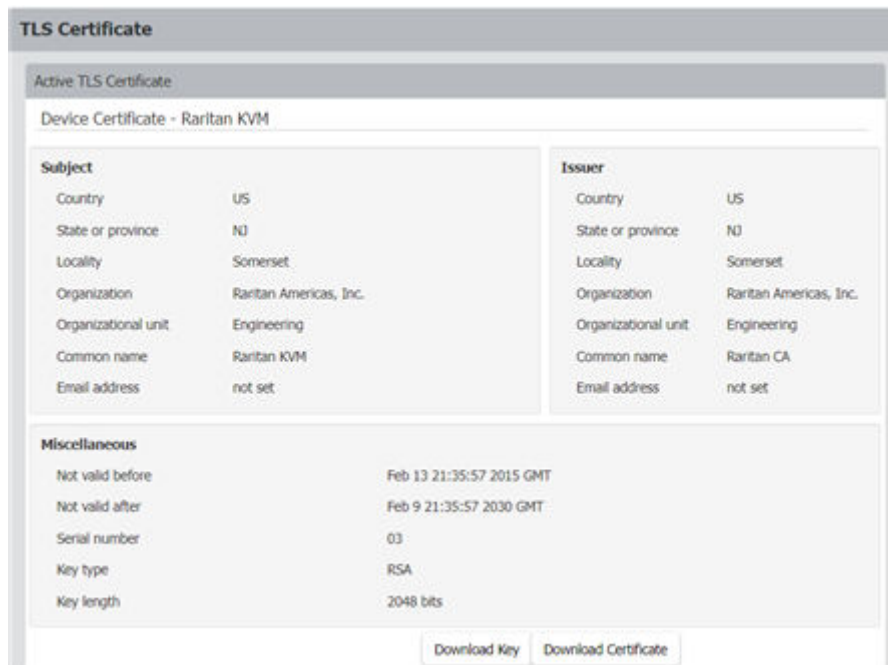 TLS Certificate
Active TLS Certificate
Device Certificate - Raritan KVM
Subject
Country US
State or province NJ
Locality Somerset
Organization Raritan Americas, Inc.
Organizational unit Engineering
Common name Raritan KVM
Email address not set
Issuer
Country US
State or province NJ
Locality Somerset
Organization Raritan Americas, Inc.
Organizational unit Engineering
Common name Raritan CA
Email address not set
Miscellaneous
Not valid before Feb 13 21:35:57 2015 GMT
Not valid after Feb 9 21:35:57 2030 GMT
Serial number 03
Key type RSA
Key length 2048 bits
Download Key Download Certificate